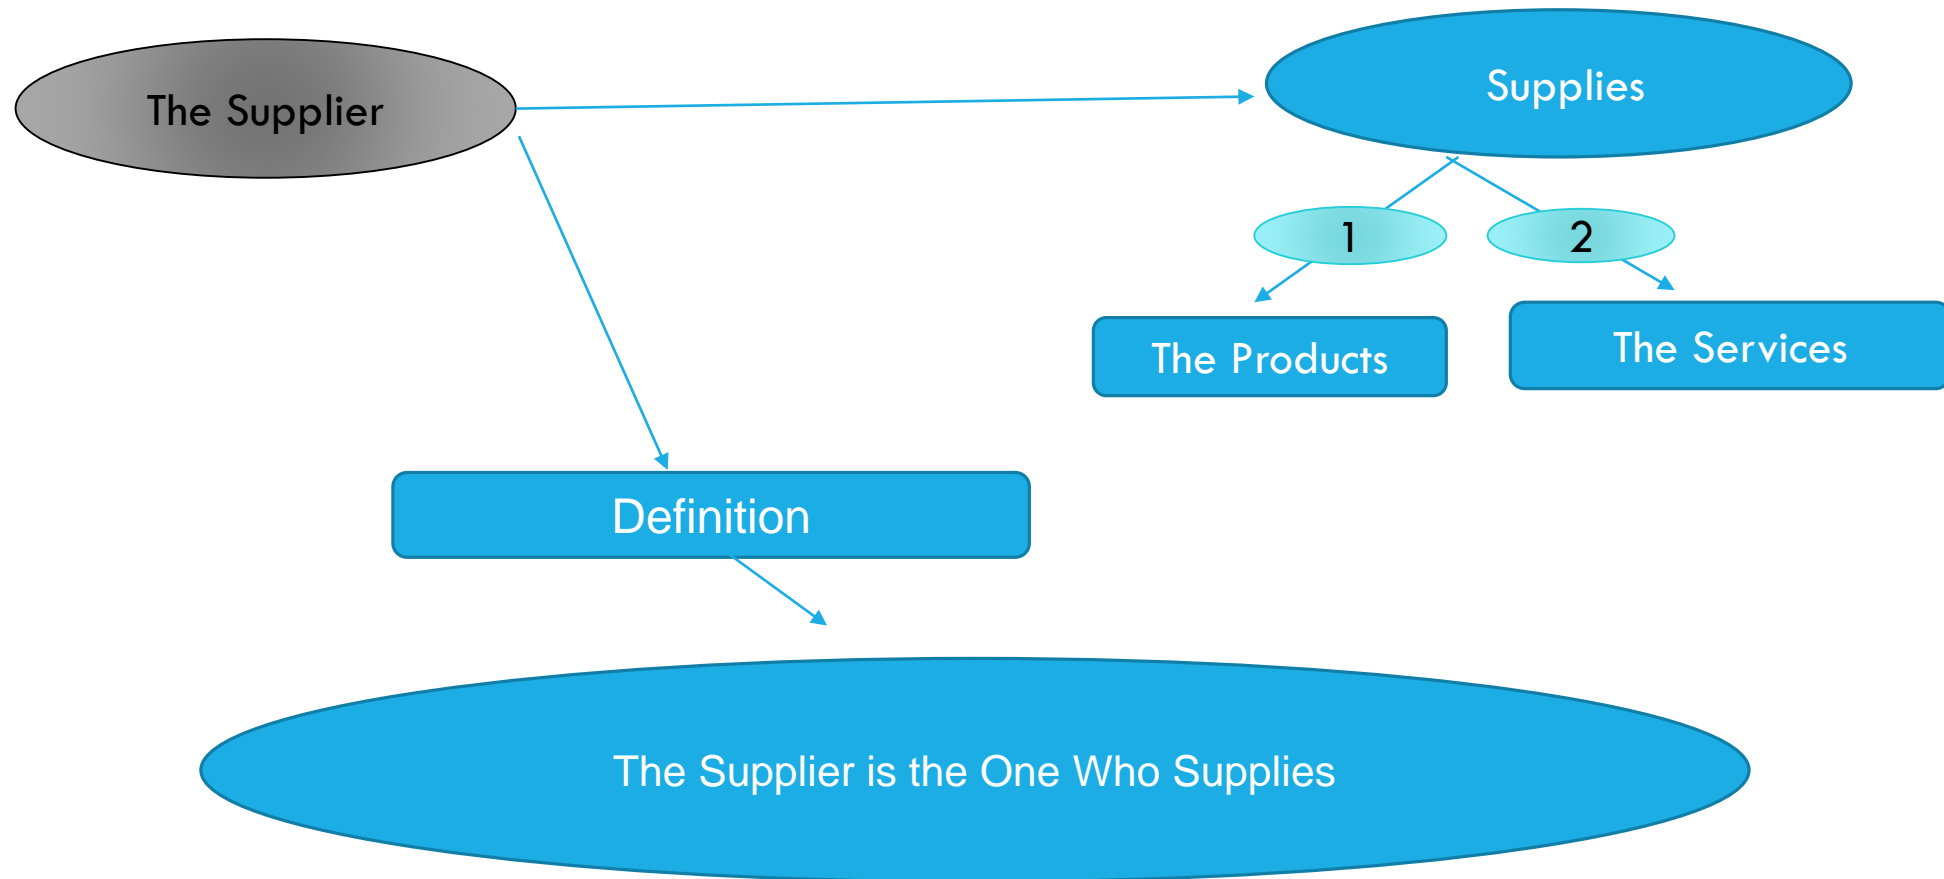 The Supplier
Supplies
1
2
The Products
The Services
Definition
The Supplier is the One Who Supplies